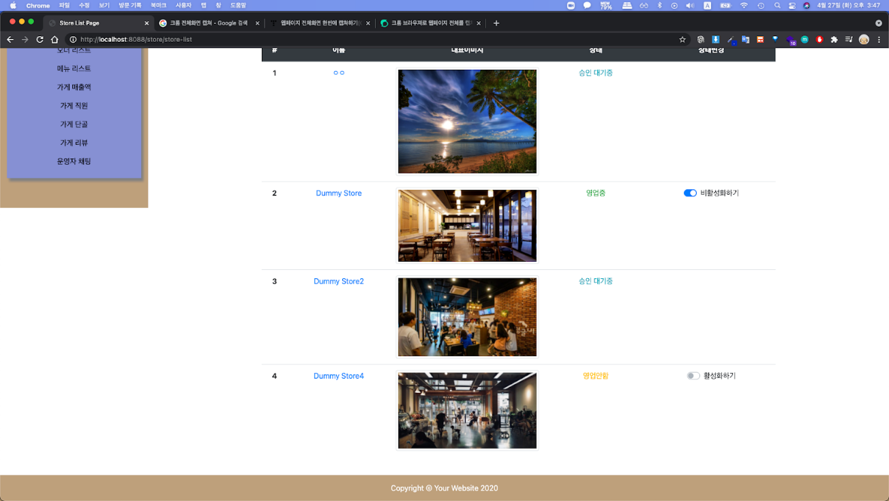 Chrome 파일 수정 보기 방문 기록 북마크 사용자 탭 창 도움말 4월 27일 (화) 오후 3:47
Store List Page
크롬 전체화면 캡쳐 - Google 검색
웹페이지 전체화면 한번에 캡쳐하기
크롬 브라우저로 웹페이지 전체를 캡
http://localhost:8088/store/store-list
오더 리스트
메뉴 리스트
가게 매출액
가게 직원
가게 단골
가게 리뷰
운영자 채팅
# 이름 대표이미지 상태 상태변경
1 ㅇㅇ 승인 대기중
2 Dummy Store 영업중 비활성화하기
3 Dummy Store2 승인 대기중
4 Dummy Store4 영업안함 활성화하기
Copyright © Your Website 2020